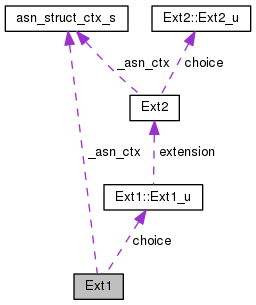 asn_struct_ctx_s
Ext2::Ext2_u
_asn_ctx
choice
Ext2
_asn_ctx
extension
Ext1::Ext1_u
choice
Ext1